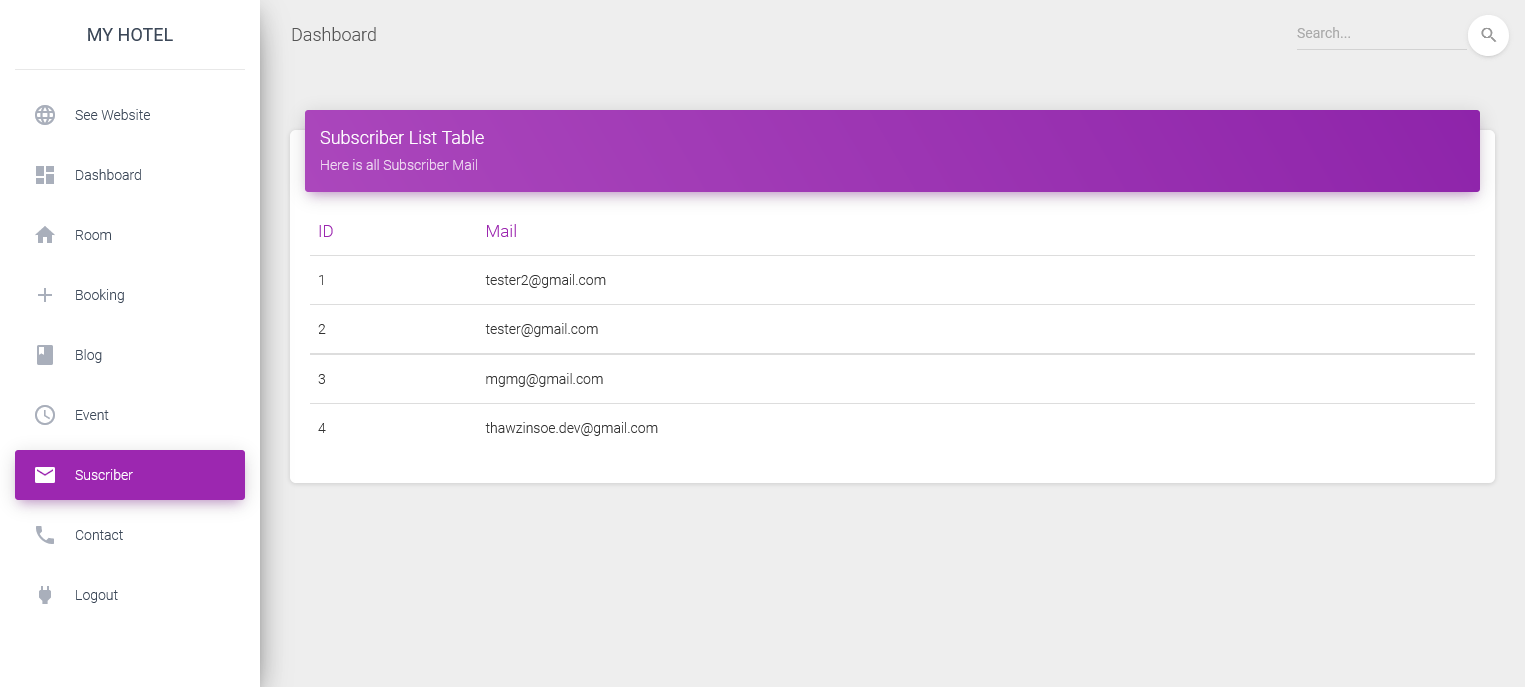 MY HOTEL
See Website
Dashboard
Room
Booking
Blog
Event
Suscriber
Contact
Logout
Dashboard
Search...
Subscriber List Table
Here is all Subscriber Mail
ID Mail
1 tester2@gmail.com
2 tester@gmail.com
3 mgmg@gmail.com
4 thawzinsoe.dev@gmail.com